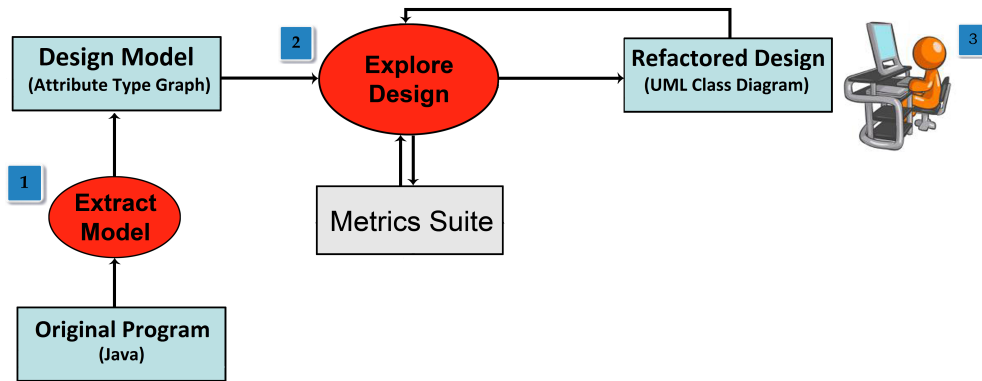 Design Model
(Attribute Type Graph)
2
Explore
Design
Refactored Design
(UML Class Diagram)
3
1
Extract
Model
Metrics Suite
Original Program
(Java)